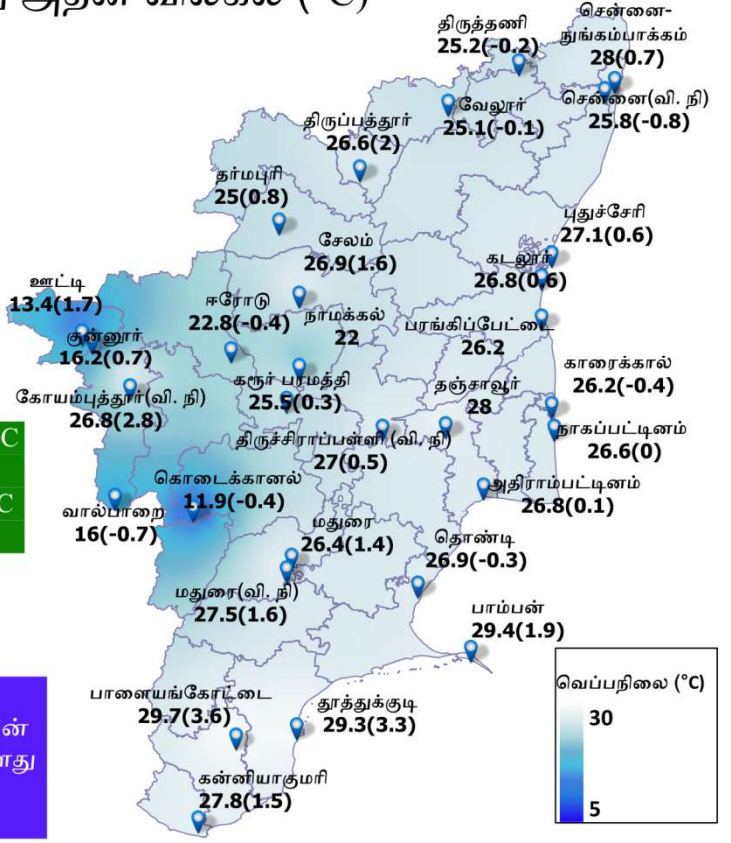 அதன் விலகல் (°C)
சென்னை-
நுங்கம்பாக்கம்
28(0.7)
திருத்தணி
25.2(-0.2)
சென்னை(வி. நி)
25.8(-0.8)
வேலூர்
25.1(-0.1)
திருப்பத்தூர்
26.6(2)
தர்மபுரி
25(0.8)
புதுச்சேரி
27.1(0.6)
சேலம்
26.9(1.6)
கடலூர்
26.8(0.6)
ஊட்டி
13.4(1.7)
ஈரோடு
22.8(-0.4)
நாமக்கல்
22
பரங்கிப்பேட்டை
26.2
குன்னூர்
16.2(0.7)
காரைக்கால்
26.2(-0.4)
கரூர் பரமத்தி
25.5(0.3)
தஞ்சாவூர்
28
கோயம்புத்தூர்(வி. நி)
26.8(2.8)
நாகப்பட்டினம்
26.6(0)
திருச்சிராப்பள்ளி (வி. நி)
27(0.5)
C
C
கொடைக்கானல்
11.9(-0.4)
அதிராம்பட்டினம்
26.8(0.1)
வால்பாறை
16(-0.7)
மதுரை
26.4(1.4)
தொண்டி
26.9(-0.3)
மதுரை(வி. நி)
27.5(1.6)
பாம்பன்
29.4(1.9)
பாளையங்கோட்டை
29.7(3.6)
தூத்துக்குடி
29.3(3.3)
கன்னியாகுமரி
27.8(1.5)
வெப்பநிலை (°C)
30
5